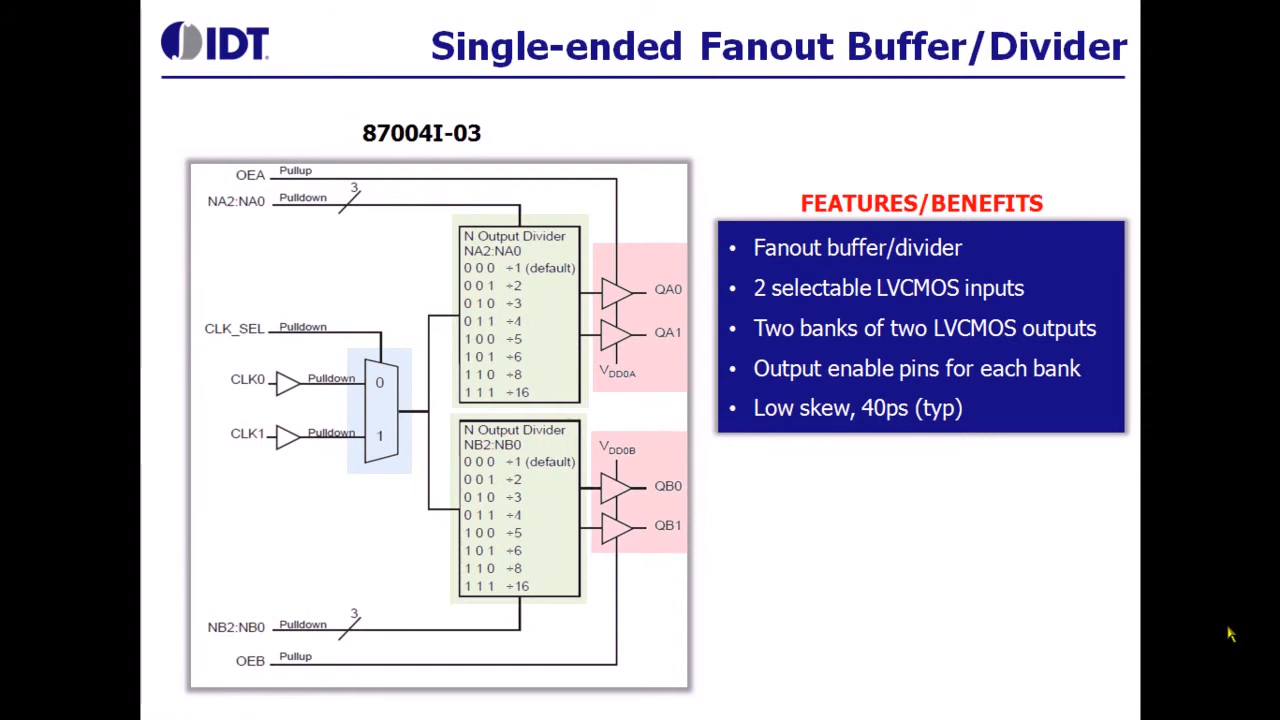 IDT.
Single-ended Fanout Buffer/Divider
87004I-03
OEA Pullup
NA2:NA0 Pulldown 3
N Output Divider
NA2:NA0
0 0 0 ÷1 (default)
0 0 1 ÷2
0 1 0 ÷3
0 1 1 ÷4
1 0 0 ÷5
1 0 1 ÷6
1 1 0 ÷8
1 1 1 ÷16
QA0
QA1
VDD0A
CLK_SEL Pulldown
CLK0 Pulldown 0
CLK1 Pulldown 1
N Output Divider
NB2:NB0
0 0 0 ÷1 (default)
0 0 1 ÷2
0 1 0 ÷3
0 1 1 ÷4
1 0 0 ÷5
1 0 1 ÷6
1 1 0 ÷8
1 1 1 ÷16
VDD0B
QB0
QB1
NB2:NB0 Pulldown 3
OEB Pullup
FEATURES/BENEFITS
• Fanout buffer/divider
• 2 selectable LVCMOS inputs
• Two banks of two LVCMOS outputs
• Output enable pins for each bank
• Low skew, 40ps (typ)